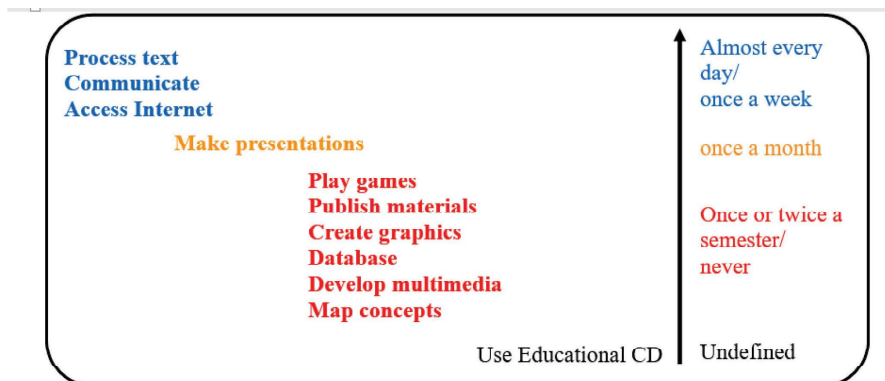 Process text
Communicate
Access Internet
Make presentations
Play games
Publish materials
Create graphics
Database
Develop multimedia
Map concepts
Use Educational CD
Almost every
day/
once a week
once a month
Once or twice a
semester/
never
Undefined